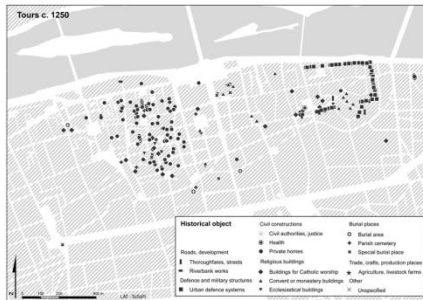 Tours c. 1250
Historical object
Roads, development
Thoroughfares, streets
Riverbank works
Defence and military structures
Urban defence systems
Civil constructions
Civil authorities, justice
Health
Private homes
Religious buildings
Buildings for Catholic worship
Convent or monastery buildings
Ecclesiastical buildings
Burial places
Burial area
Parish cemetery
Special burial place
Trade, crafts, production places
Agriculture, livestock farms
Other
Unspecified